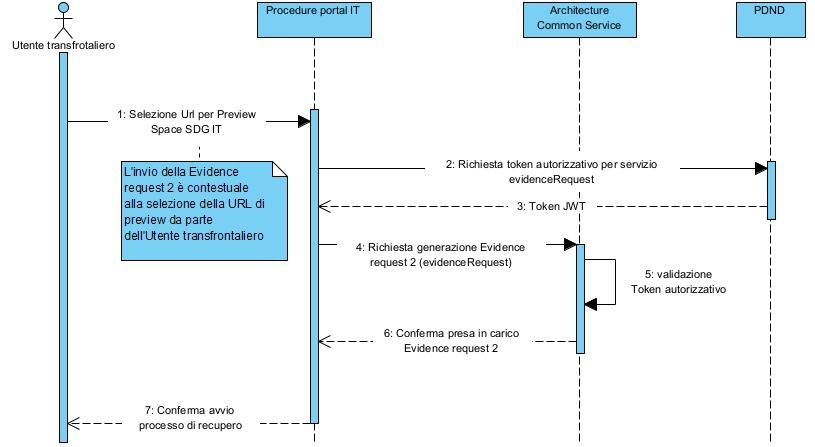 Utente transfrotaliero
Procedure portal IT
Architecture
Common Service
PDND
1: Selezione Url per Preview
Space SDG IT
L'invio della Evidence
request 2 è contestuale
alla selezione della URL di
preview da parte
dell'Utente transfrontaliero
2: Richiesta token autorizzativo per servizio
evidenceRequest
3: Token JWT
4: Richiesta generazione Evidence
request 2 (evidenceRequest)
5: validazione
Token autorizzativo
6: Conferma presa in carico
Evidence request 2
7: Conferma avvio
processo di recupero